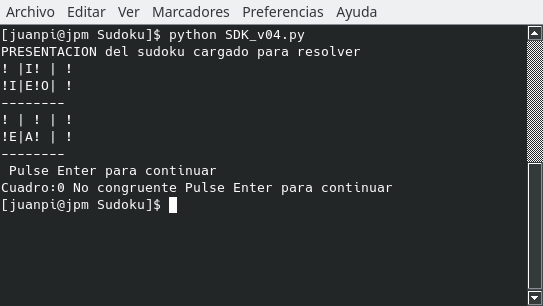 Archivo Editar Ver Marcadores Preferencias Ayuda
[juanpi@jpm Sudoku]$ python SDK_v04.py
PRESENTACION del sudoku cargado para resolver
! |I! | !
!I|E!O| !
--------
! | ! | !
!E|A! | !
--------
 Pulse Enter para continuar
Cuadro:0 No congruente Pulse Enter para continuar
[juanpi@jpm Sudoku]$